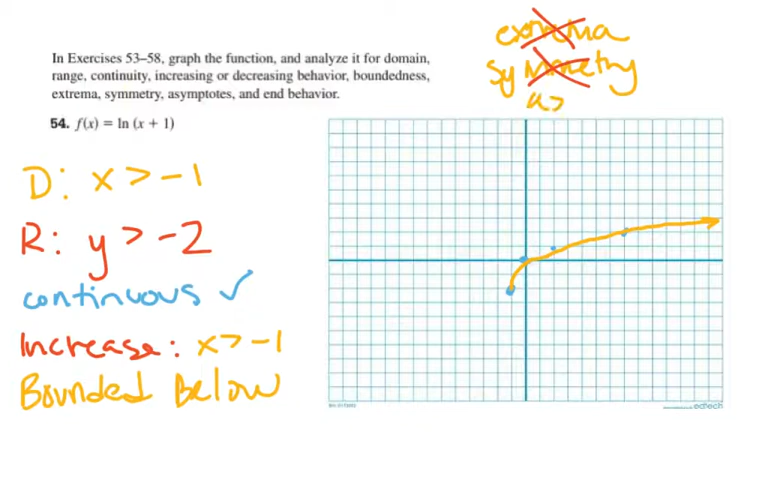 extrema
symmetry
as
In Exercises 53–58, graph the function, and analyze it for domain,
range, continuity, increasing or decreasing behavior, boundedness,
extrema, symmetry, asymptotes, and end behavior.
54. f(x) = ln (x + 1)
D: x > -1
R: y > -2
continuous ✓
Increase: x > -1
Bounded Below